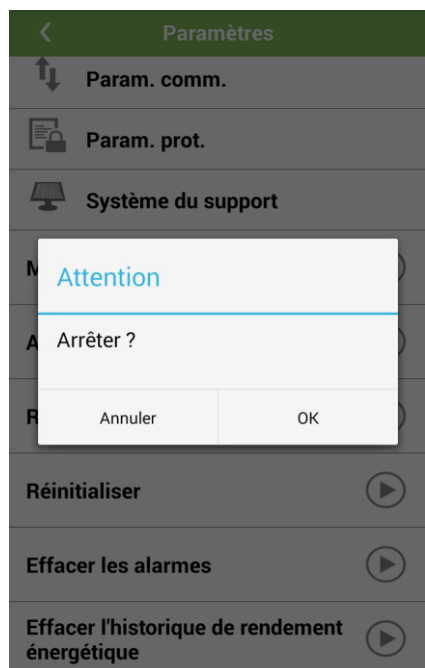 Paramètres
Param. comm.
Param. prot.
Système du support
Attention
Arrêter ?
Annuler
OK
Réinitialiser
Effacer les alarmes
Effacer l'historique de rendement
énergétique